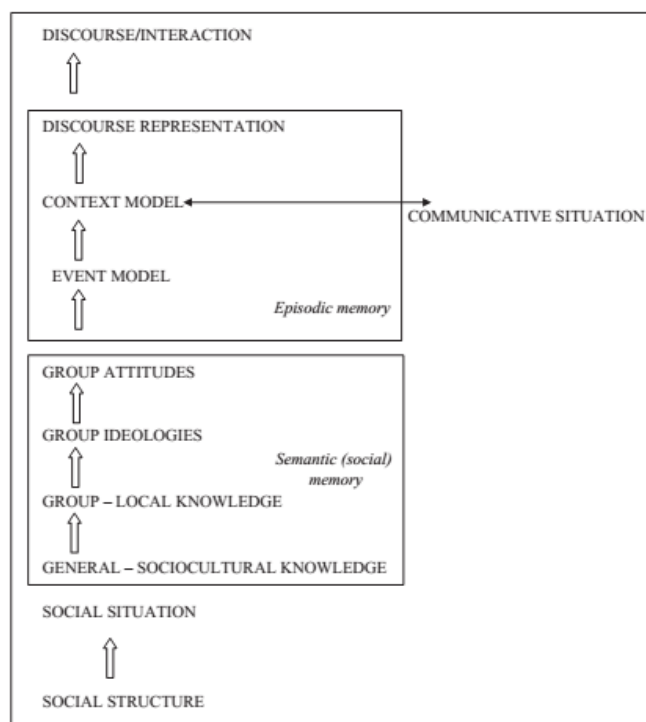 DISCOURSE/INTERACTION
DISCOURSE REPRESENTATION
CONTEXT MODEL
COMMUNICATIVE SITUATION
EVENT MODEL
Episodic memory
GROUP ATTITUDES
GROUP IDEOLOGIES
Semantic (social)
memory
GROUP – LOCAL KNOWLEDGE
GENERAL – SOCIOCULTURAL KNOWLEDGE
SOCIAL SITUATION
SOCIAL STRUCTURE